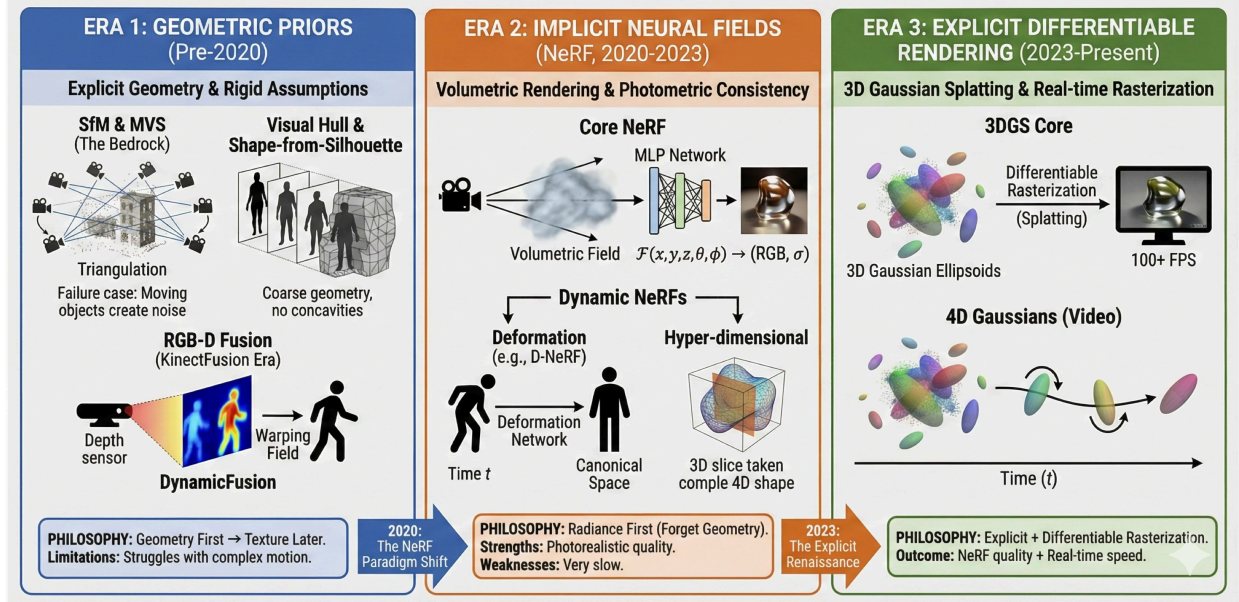 ERA 1: GEOMETRIC PRIORS
(Pre-2020)
Explicit Geometry & Rigid Assumptions
SfM & MVS
(The Bedrock)
Triangulation
Failure case: Moving
objects create noise
Visual Hull &
Shape-from-Silhouette
Coarse geometry,
no concavities
RGB-D Fusion
(KinectFusion Era)
Depth
sensor
Warping
Field
DynamicFusion
PHILOSOPHY: Geometry First → Texture Later.
Limitations: Struggles with complex motion.
2020:
The NeRF
Paradigm Shift
ERA 2: IMPLICIT NEURAL FIELDS
(NeRF, 2020-2023)
Volumetric Rendering & Photometric Consistency
Core NeRF
MLP Network
Volumetric Field
F(x,y,z,θ,ϕ) → (RGB, σ)
Dynamic NeRFs
Deformation
(e.g., D-NeRF)
Deformation
Network
Time t
Canonical
Space
Hyper-dimensional
3D slice taken
comple 4D shape
PHILOSOPHY: Radiance First (Forget Geometry).
Strengths: Photorealistic quality.
Weaknesses: Very slow.
2023:
The Explicit
Renaissance
ERA 3: EXPLICIT DIFFERENTIABLE
RENDERING (2023-Present)
3D Gaussian Splatting & Real-time Rasterization
3DGS Core
Differentiable
Rasterization
(Splatting)
3D Gaussian Ellipsoids
100+ FPS
4D Gaussians (Video)
Time (t)
PHILOSOPHY: Explicit + Differentiable Rasterization.
Outcome: NeRF quality + Real-time speed.